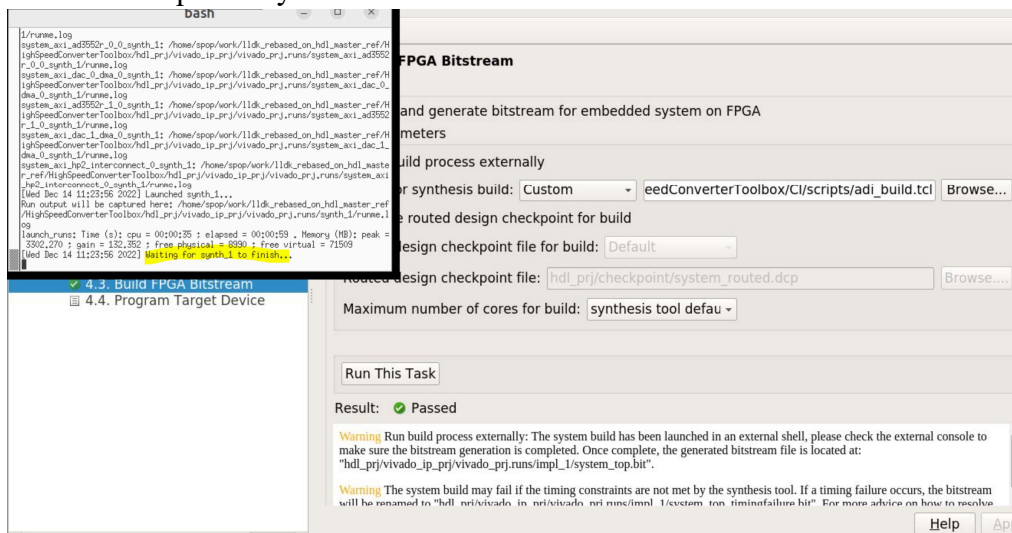 bash
1/runme.log
system_axi_ad3552r_0_0_synth_1: /home/spop/work/lldk_rebased_on_hdl_master_ref/H
ighSpeedConverterToolbox/hdl_prj/vivado_ip_prj/vivado_prj.runs/system_axi_ad3552
r_0_0_synth_1/runme.log
system_axi_dac_0_dma_0_synth_1: /home/spop/work/lldk_rebased_on_hdl_master_ref/H
ighSpeedConverterToolbox/hdl_prj/vivado_ip_prj/vivado_prj.runs/system_axi_dac_0_
dma_0_synth_1/runme.log
system_axi_ad3552r_1_0_synth_1: /home/spop/work/lldk_rebased_on_hdl_master_ref/H
ighSpeedConverterToolbox/hdl_prj/vivado_ip_prj/vivado_prj.runs/system_axi_ad3552
r_1_0_synth_1/runme.log
system_axi_dac_1_dma_0_synth_1: /home/spop/work/lldk_rebased_on_hdl_master_ref/H
ighSpeedConverterToolbox/hdl_prj/vivado_ip_prj/vivado_prj.runs/system_axi_dac_1_
dma_0_synth_1/runme.log
system_axi_hp2_interconnect_0_synth_1: /home/spop/work/lldk_rebased_on_hdl_maste
r_ref/HighSpeedConverterToolbox/hdl_prj/vivado_ip_prj/vivado_prj.runs/system_axi
_hp2_interconnect_0_synth_1/runme.log
[Wed Dec 14 11:23:56 2022] Launched synth_1...
Run output will be captured here: /home/spop/work/lldk_rebased_on_hdl_master_ref
/HighSpeedConverterToolbox/hdl_prj/vivado_ip_prj/vivado_prj.runs/synth_1/runme.l
og
launch_runs: Time (s): cpu = 00:00:35 ; elapsed = 00:00:59 . Memory (MB): peak =
3302.270 ; gain = 132.352 ; free physical = 8990 ; free virtual = 71509
[Wed Dec 14 11:23:56 2022] Waiting for synth_1 to finish...
4.3. Build FPGA Bitstream
4.4. Program Target Device
FPGA Bitstream
and generate bitstream for embedded system on FPGA
meters
uild process externally
or synthesis build: Custom eedConverterToolbox/CI/scripts/adi_build.tcl Browse...
e routed design checkpoint for build
design checkpoint file for build: Default
Routed design checkpoint file: hdl_prj/checkpoint/system_routed.dcp Browse...
Maximum number of cores for build: synthesis tool defau
Run This Task
Result: Passed
Warning Run build process externally: The system build has been launched in an external shell, please check the external console to
make sure the bitstream generation is completed. Once complete, the generated bitstream file is located at:
"hdl_prj/vivado_ip_prj/vivado_prj.runs/impl_1/system_top.bit".
Warning The system build may fail if the timing constraints are not met by the synthesis tool. If a timing failure occurs, the bitstream
will be renamed to "hdl_prj/vivado_ip_prj/vivado_prj.runs/impl_1/system_top_timingfailure.bit". For more advice on how to resolve
Help Ap